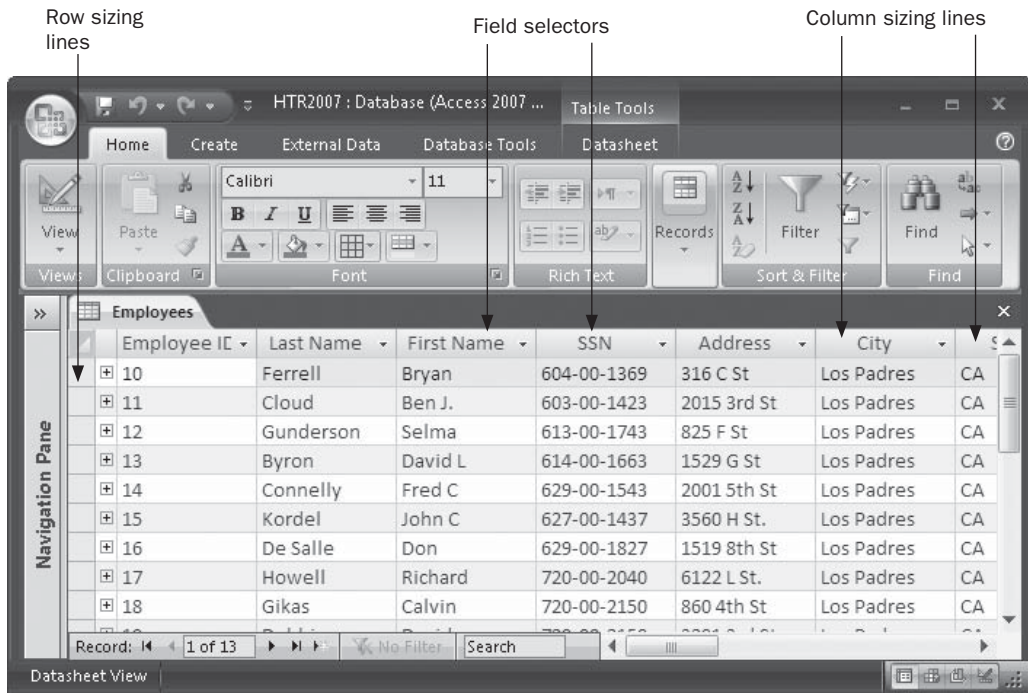 Row sizing
lines
Field selectors
Column sizing lines
HTR2007 : Database (Access 2007 ...
Table Tools
Home Create External Data Database Tools Datasheet
View
Paste
Calibri 11
B I U
A
ab
Records
Filter
Find
Views Clipboard Font Rich Text Sort & Filter Find
Employees
Navigation Pane
Employee ID Last Name First Name SSN Address City S
10 Ferrell Bryan 604-00-1369 316 C St Los Padres CA
11 Cloud Ben J. 603-00-1423 2015 3rd St Los Padres CA
12 Gunderson Selma 613-00-1743 825 F St Los Padres CA
13 Byron David L 614-00-1663 1529 G St Los Padres CA
14 Connelly Fred C 629-00-1543 2001 5th St Los Padres CA
15 Kordel John C 627-00-1437 3560 H St. Los Padres CA
16 De Salle Don 629-00-1827 1519 8th St Los Padres CA
17 Howell Richard 720-00-2040 6122 L St. Los Padres CA
18 Gikas Calvin 720-00-2150 860 4th St Los Padres CA
Record: 1 of 13 No Filter Search
Datasheet View